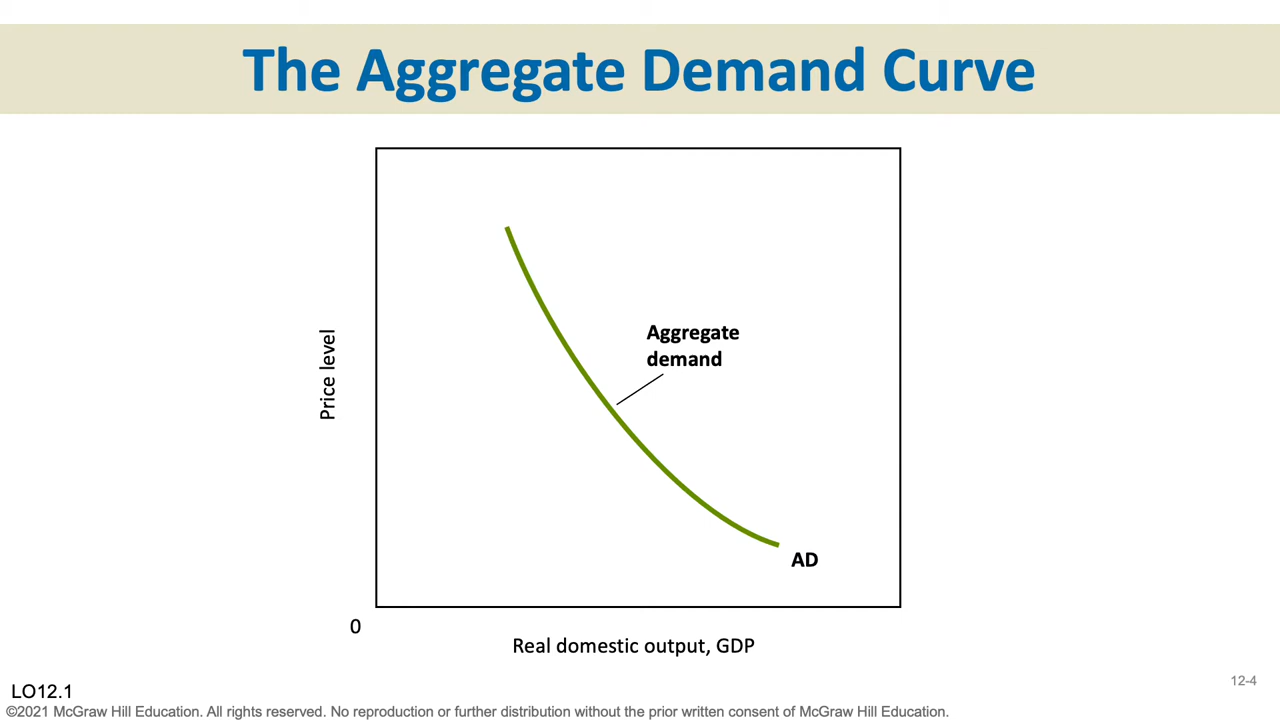 The Aggregate Demand Curve
Aggregate
demand
Price level
AD
0
Real domestic output, GDP
12-4
LO12.1
©2021 McGraw Hill Education. All rights reserved. No reproduction or further distribution without the prior written consent of McGraw Hill Education.